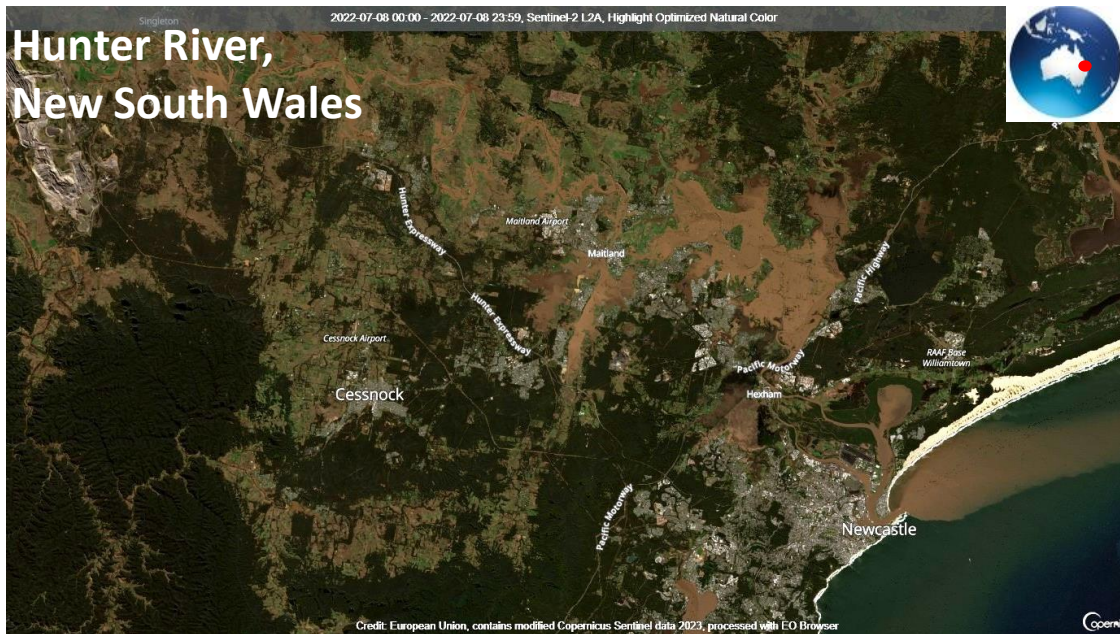 2022-07-08 00:00 - 2022-07-08 23:59, Sentinel-2 L2A, Highlight Optimized Natural Color
Singleton
Hunter River,
New South Wales
Hunter Expressway
Maitland Airport
Maitland
Pacific Highway
Hunter Expressway
Cessnock Airport
RAAF Base
Williamtown
Pacific Motorway
Cessnock
Hexham
Pacific Motorway
Newcastle
Credit: European Union, contains modified Copernicus Sentinel data 2023, processed with EO Browser